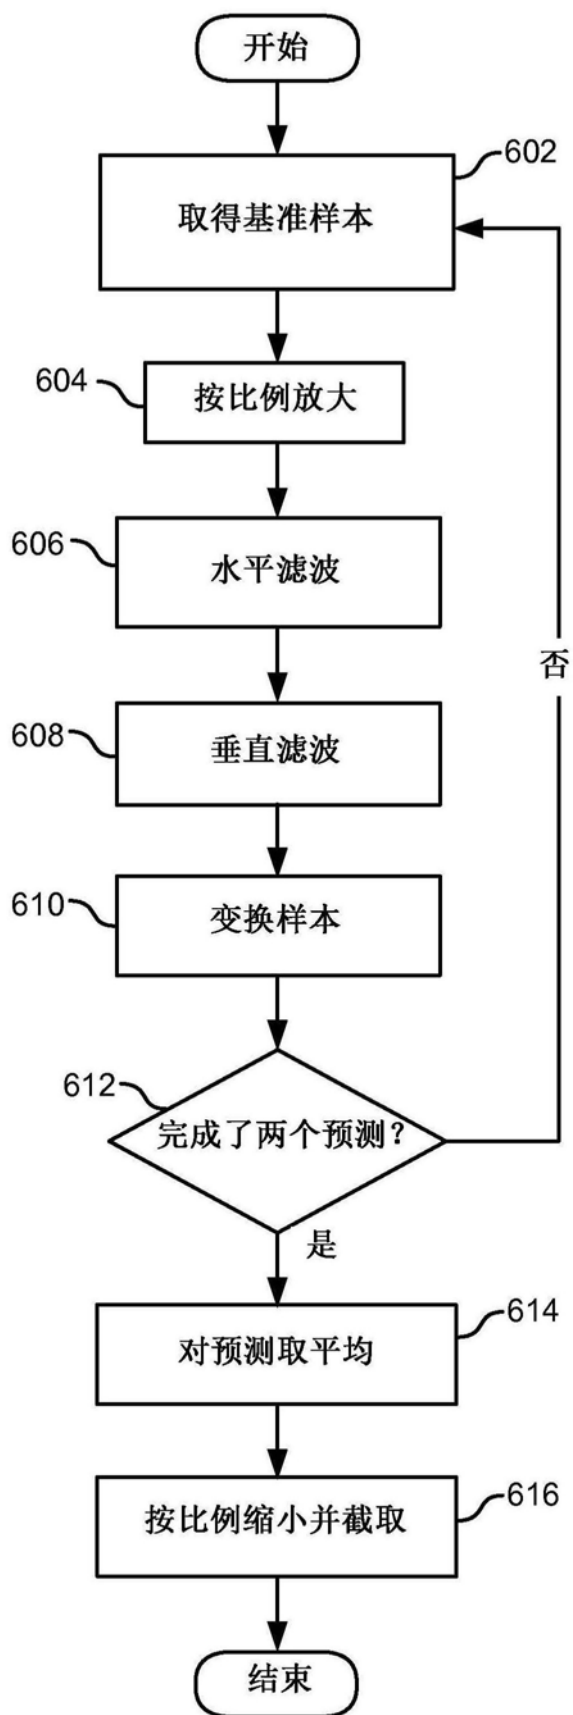 开始
602
取得基准样本
604
按比例放大
606
水平滤波
否
608
垂直滤波
610
变换样本
612
完成了两个预测？
是
614
对预测取平均
616
按比例缩小并截取
结束